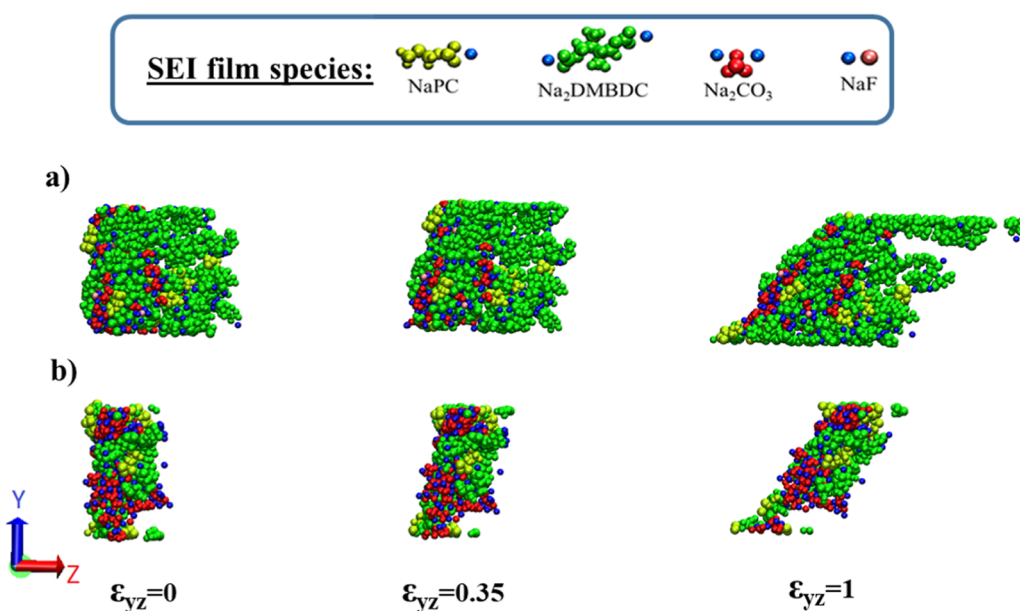 SEI film species:
NaPC
Na₂DMBDC
Na₂CO₃
NaF
a)
b)
Y
Z
εyz=0
εyz=0.35
εyz=1